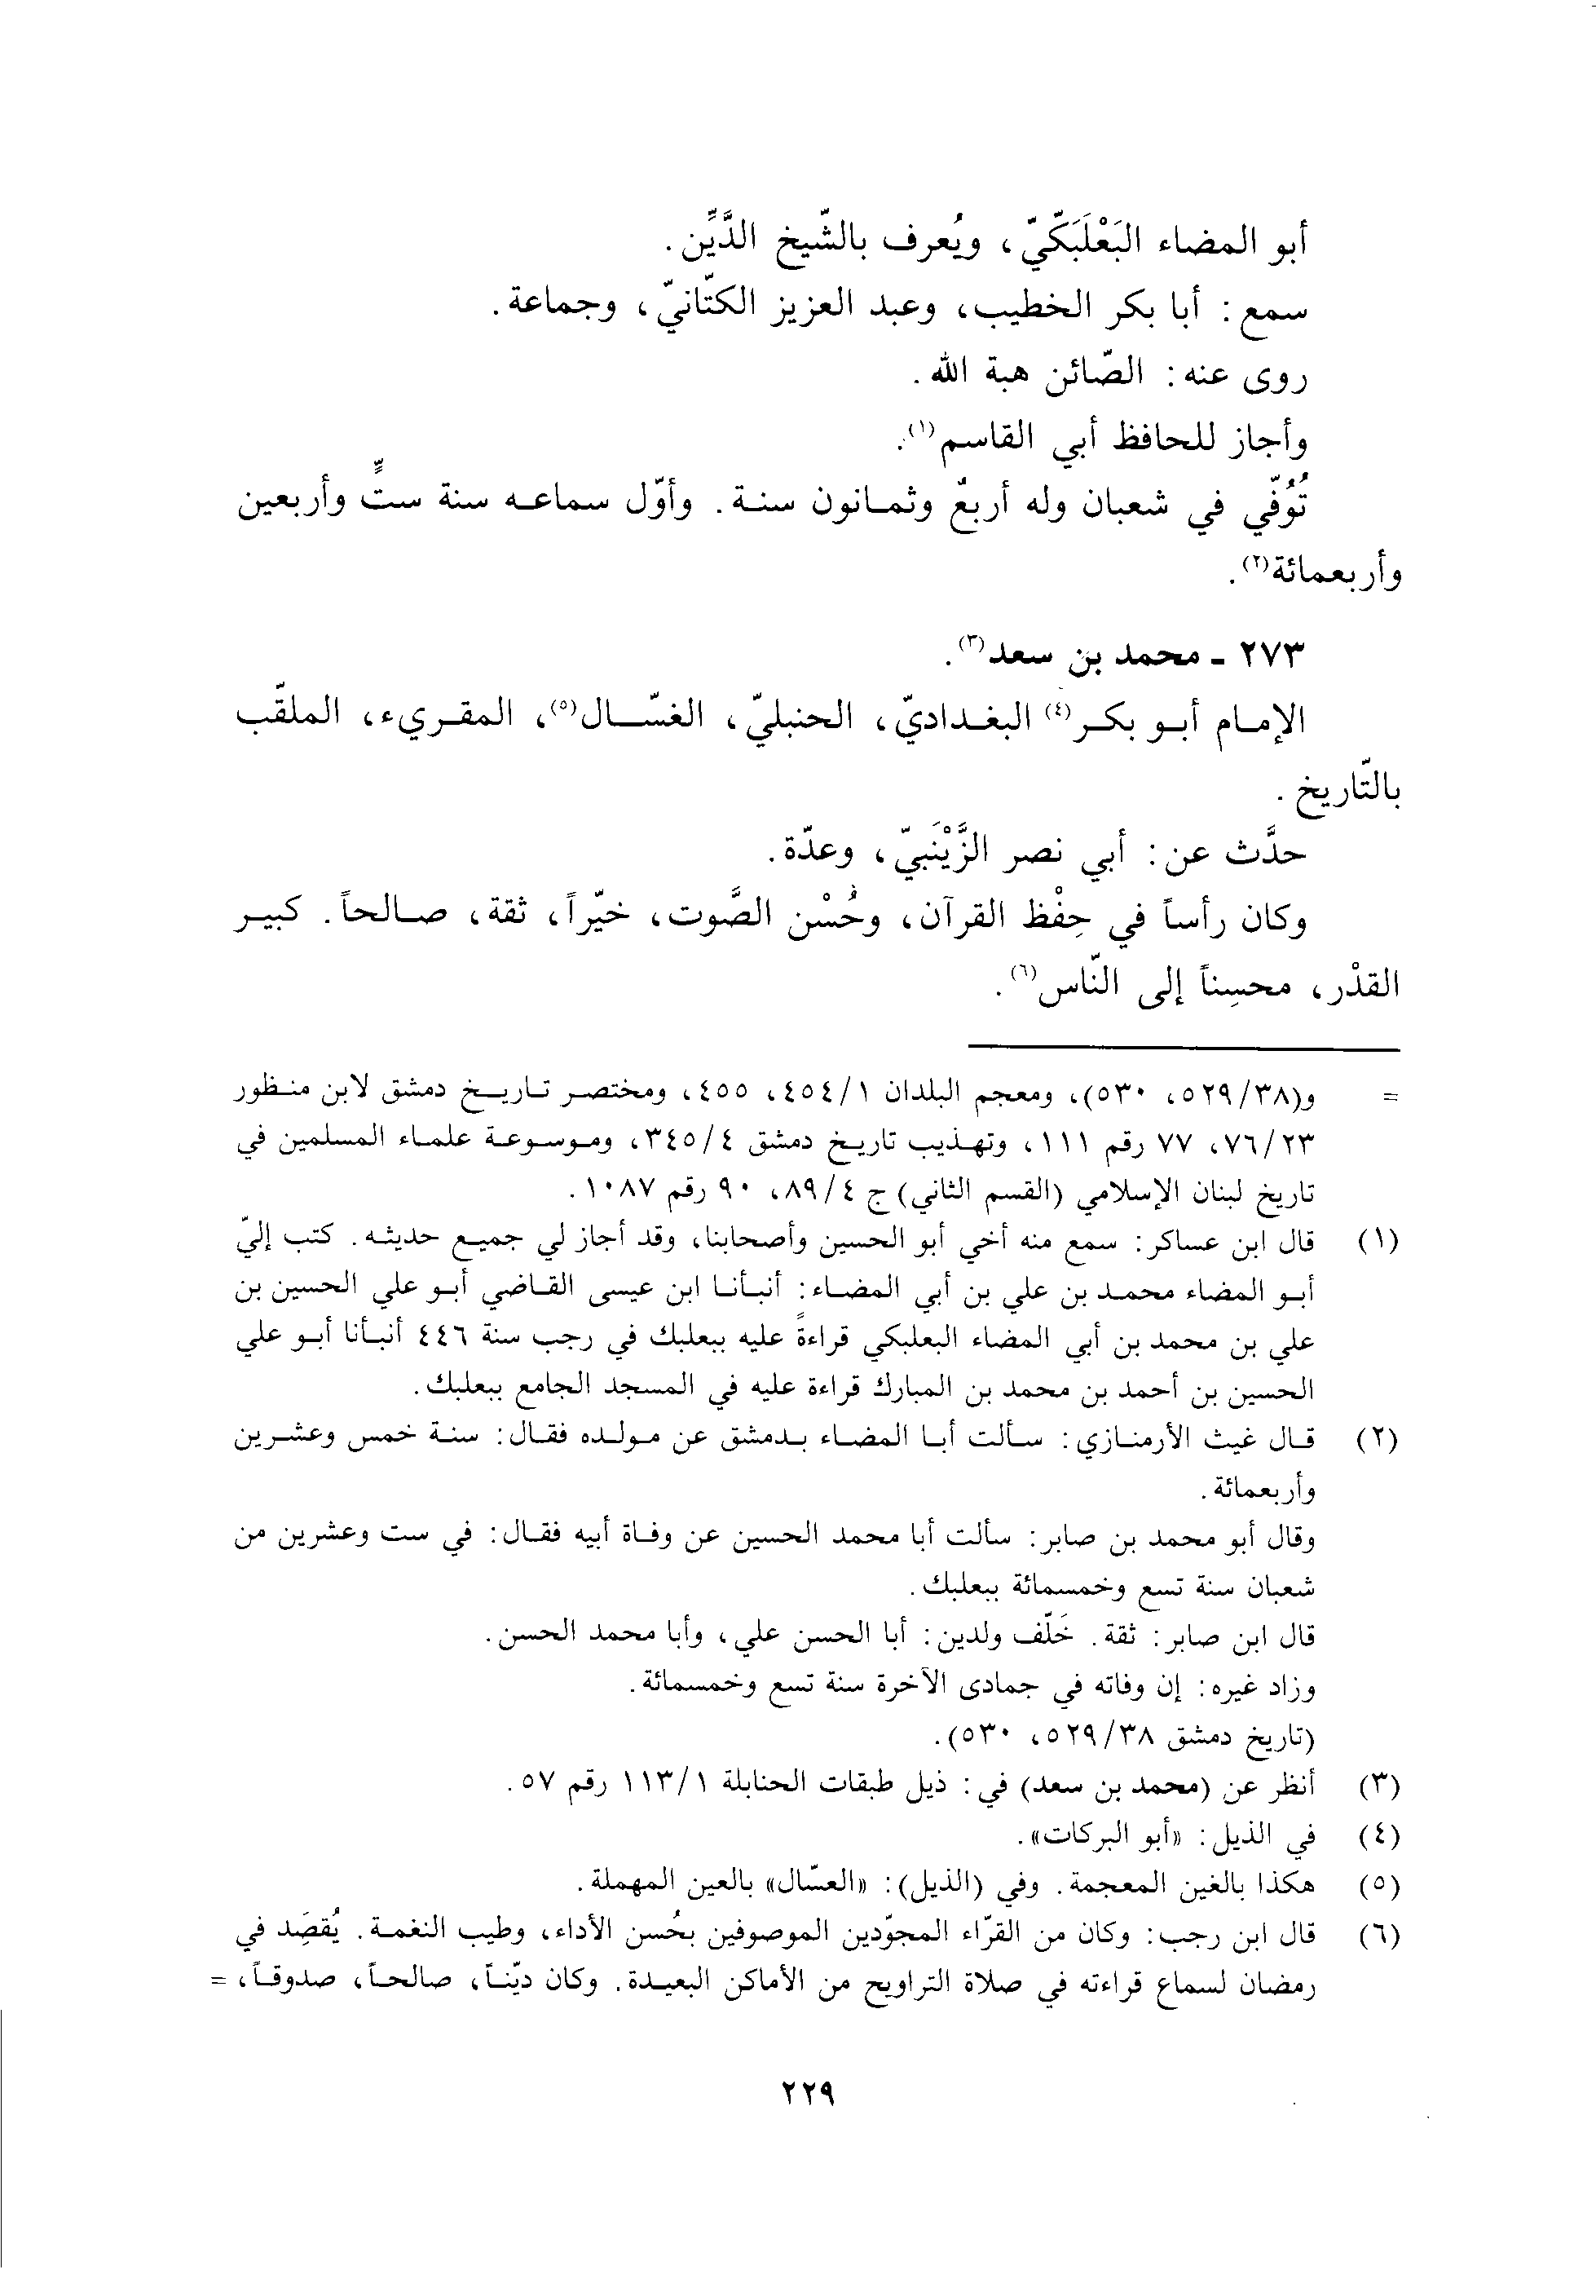 أبو المضاء البَعْلَبَكّيّ، ويُعرف بالشّيخ الدَّيِّن.
سمع: أبا بكر الخطيب، وعبد العزيز الكتّانيّ، وجماعة.
روى عنه: الصّائن هبة الله.
وأجاز للحافظ أبي القاسم(١).
تُوُفّي في شعبان وله أربعٌ وثمانون سنة. وأوّل سماعه سنة ستٍّ وأربعين
وأربعمائة(٢).
٢٧٣ ـ محمد بن سعد(٣).
الإمام أبو بكر(٤) البغداديّ، الحنبليّ، الغسّال(٥)، المقريء، الملقّب
بالتّاريخ.
حدَّث عن: أبي نصر الزَّيْنَبيّ، وعدّة.
وكان رأساً في حِفْظ القرآن، وحُسْن الصَّوت، خيّراً، ثقة، صالحاً. كبير
القدْر، محسِناً إلى النّاس(٦).
= و(٥٢٩/٣٨، ٥٣٠)، ومعجم البلدان ٤٥٤/١، ٤٥٥، ومختصر تاريخ دمشق لابن منظور
٧٦/٢٣، ٧٧ رقم ١١١، وتهذيب تاريخ دمشق ٣٤٥/٤، وموسوعة علماء المسلمين في
تاريخ لبنان الإسلامي (القسم الثاني) ج ٨٩/٤، ٩٠ رقم ١٠٨٧.
(١) قال ابن عساكر: سمع منه أخي أبو الحسين وأصحابنا، وقد أجاز لي جميع حديثه. كتب إليّ
أبو المضاء محمد بن علي بن أبي المضاء: أنبأنا ابن عيسى القاضي أبو علي الحسين بن
علي بن محمد بن أبي المضاء البعلبكي قراءةً عليه ببعلبك في رجب سنة ٤٤٦ أنبأنا أبو علي
الحسين بن أحمد بن محمد بن المبارك قراءة عليه في المسجد الجامع ببعلبك.
(٢) قال غيث الأرمنازي: سألت أبا المضاء بدمشق عن مولده فقال: سنة خمس وعشرين
وأربعمائة.
وقال أبو محمد بن صابر: سألت أبا محمد الحسين عن وفاة أبيه فقال: في ست وعشرين من
شعبان سنة تسع وخمسمائة ببعلبك.
قال ابن صابر: ثقة. خَلّف ولدين: أبا الحسن علي، وأبا محمد الحسن.
وزاد غيره: إن وفاته في جمادى الآخرة سنة تسع وخمسمائة.
(تاريخ دمشق ٥٢٩/٣٨، ٥٣٠).
(٣) أنظر عن (محمد بن سعد) في: ذيل طبقات الحنابلة ١١٣/١ رقم ٥٧.
(٤) في الذيل: «أبو البركات».
(٥) هكذا بالغين المعجمة. وفي (الذيل): «العسّال» بالعين المهملة.
(٦) قال ابن رجب: وكان من القرّاء المجوّدين الموصوفين بحُسن الأداء، وطيب النغمة. يُقصَد في
رمضان لسماع قراءته في صلاة التراويح من الأماكن البعيدة. وكان ديّناً، صالحاً، صدوقاً، =
٢٢٩